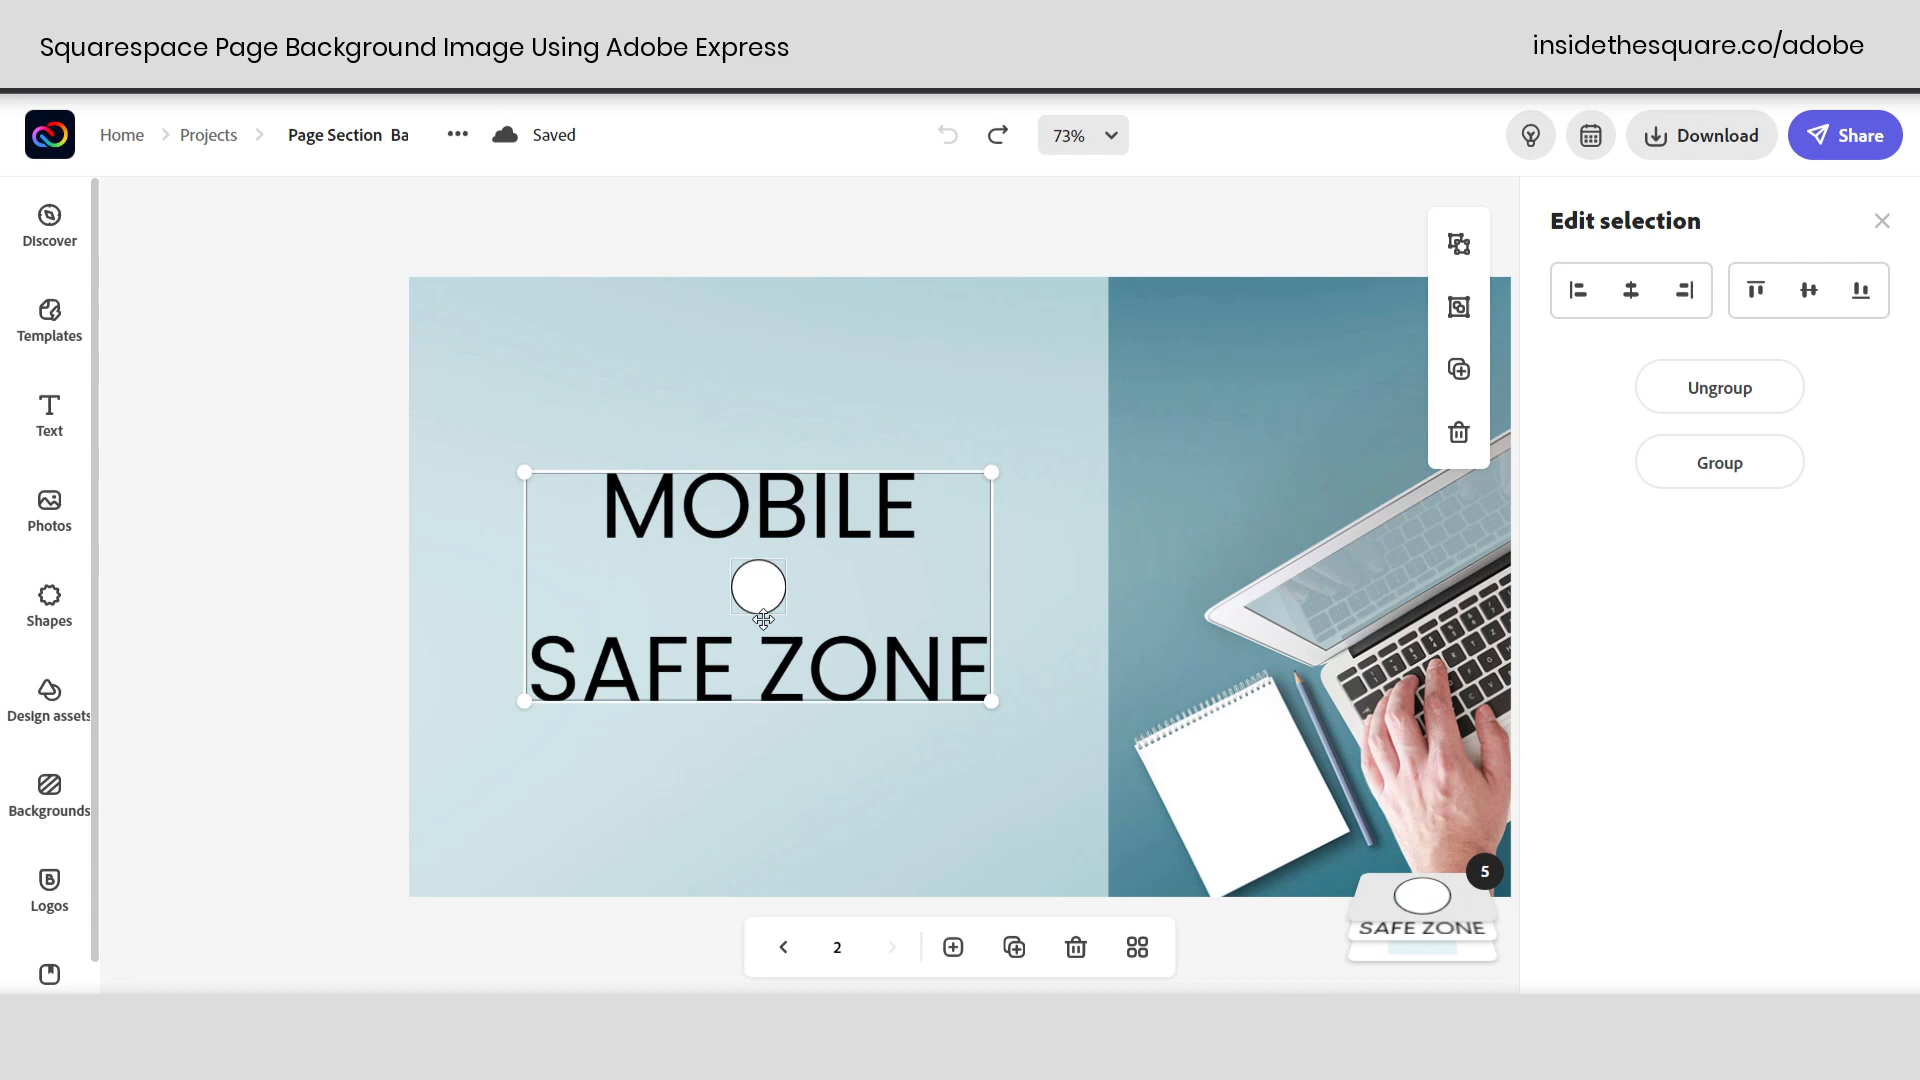 Squarespace Page Background Image Using Adobe Express
insidethesquare.co/adobe
Home
Projects
Page Section Ba
Saved
73%
Download
Share
Discover
Templates
Text
Photos
Shapes
Design assets
Backgrounds
Logos
MOBILE
SAFE ZONE
Edit selection
Ungroup
Group
5
SAFE ZONE
2